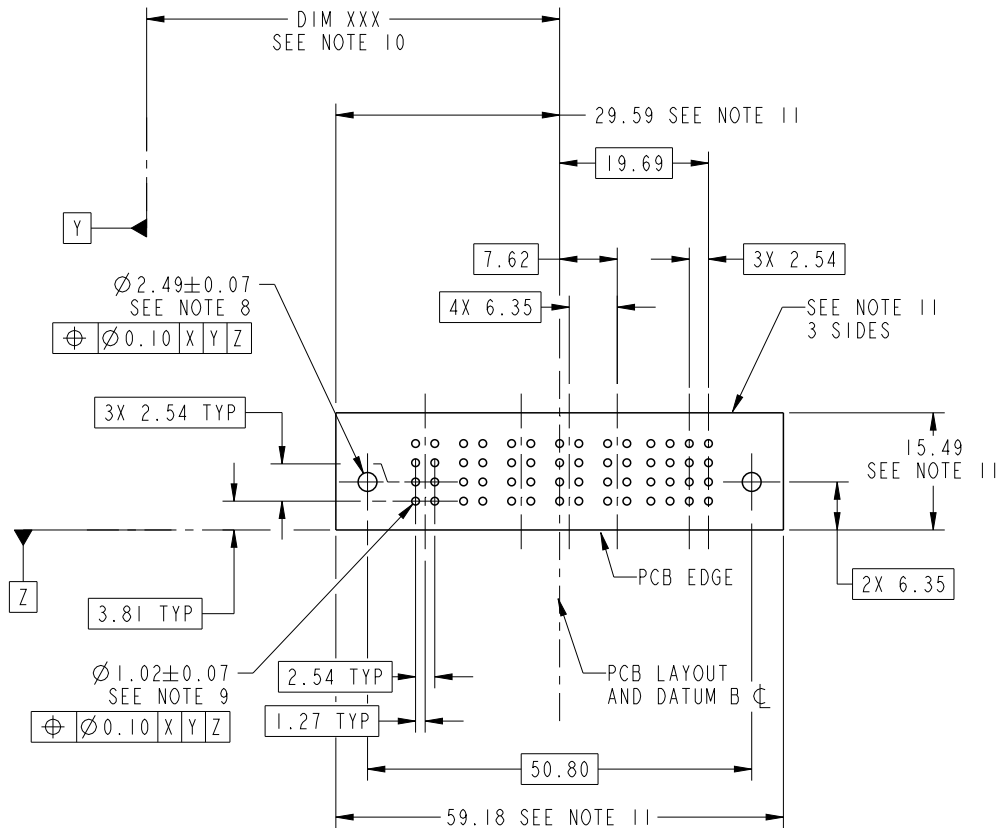 DIM XXX
SEE NOTE 10
29.59 SEE NOTE 11
19.69
Y
7.62
3X 2.54
Ø2.49±0.07
SEE NOTE 8
⌖ Ø0.10 X Y Z
4X 6.35
SEE NOTE 11
3 SIDES
3X 2.54 TYP
15.49
SEE NOTE 11
Z
PCB EDGE
2X 6.35
3.81 TYP
Ø1.02±0.07
SEE NOTE 9
⌖ Ø0.10 X Y Z
2.54 TYP
PCB LAYOUT
AND DATUM B ℄
1.27 TYP
50.80
59.18 SEE NOTE 11